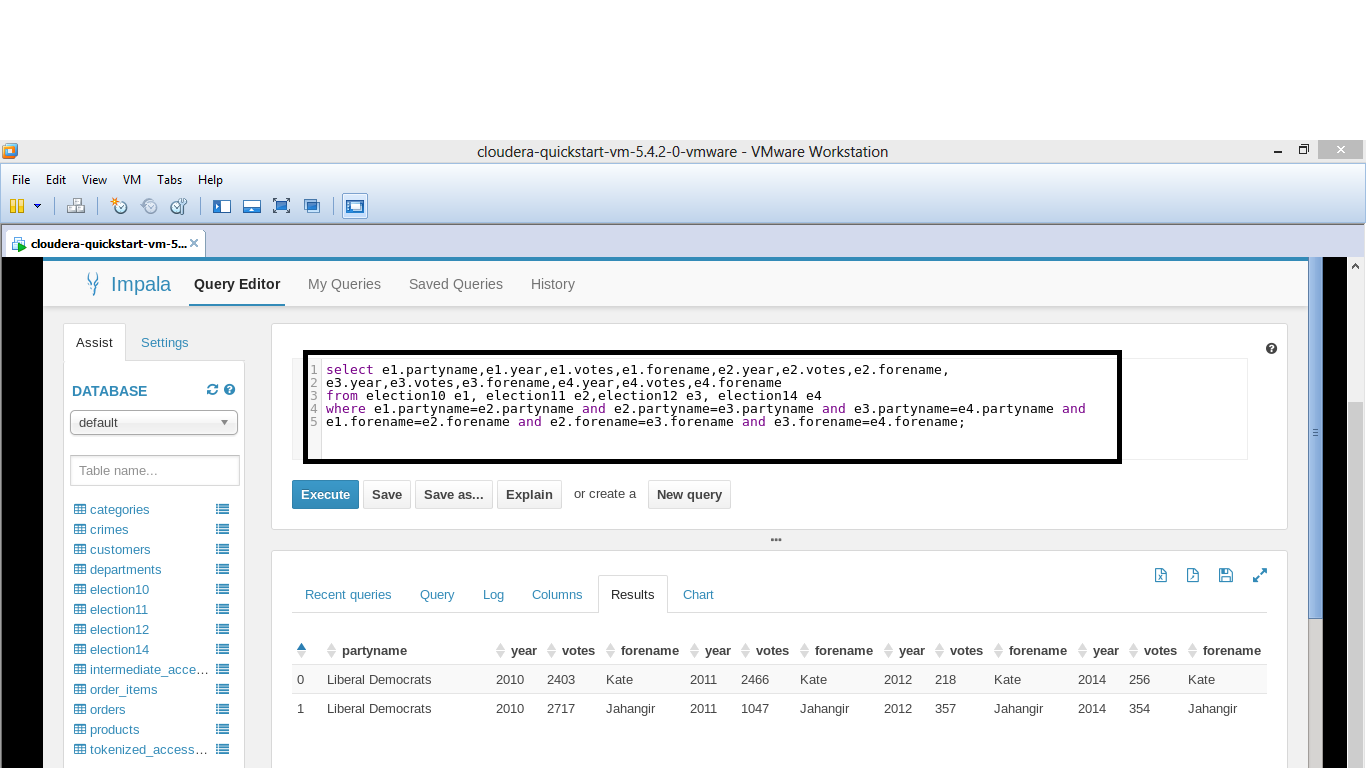 cloudera-quickstart-vm-5.4.2-0-vmware - VMware Workstation
File Edit View VM Tabs Help
cloudera-quickstart-vm-5...
Impala Query Editor My Queries Saved Queries History
Assist Settings
DATABASE
default
Table name...
categories
crimes
customers
departments
election10
election11
election12
election14
intermediate_acce...
order_items
orders
products
tokenized_access...
1 select e1.partyname,e1.year,e1.votes,e1.forename,e2.year,e2.votes,e2.forename,
2 e3.year,e3.votes,e3.forename,e4.year,e4.votes,e4.forename
3 from election10 e1, election11 e2,election12 e3, election14 e4
4 where e1.partyname=e2.partyname and e2.partyname=e3.partyname and e3.partyname=e4.partyname and
5 e1.forename=e2.forename and e2.forename=e3.forename and e3.forename=e4.forename;
Execute Save Save as... Explain or create a New query
Recent queries Query Log Columns Results Chart
partyname year votes forename year votes forename year votes forename year votes forename
0 Liberal Democrats 2010 2403 Kate 2011 2466 Kate 2012 218 Kate 2014 256 Kate
1 Liberal Democrats 2010 2717 Jahangir 2011 1047 Jahangir 2012 357 Jahangir 2014 354 Jahangir